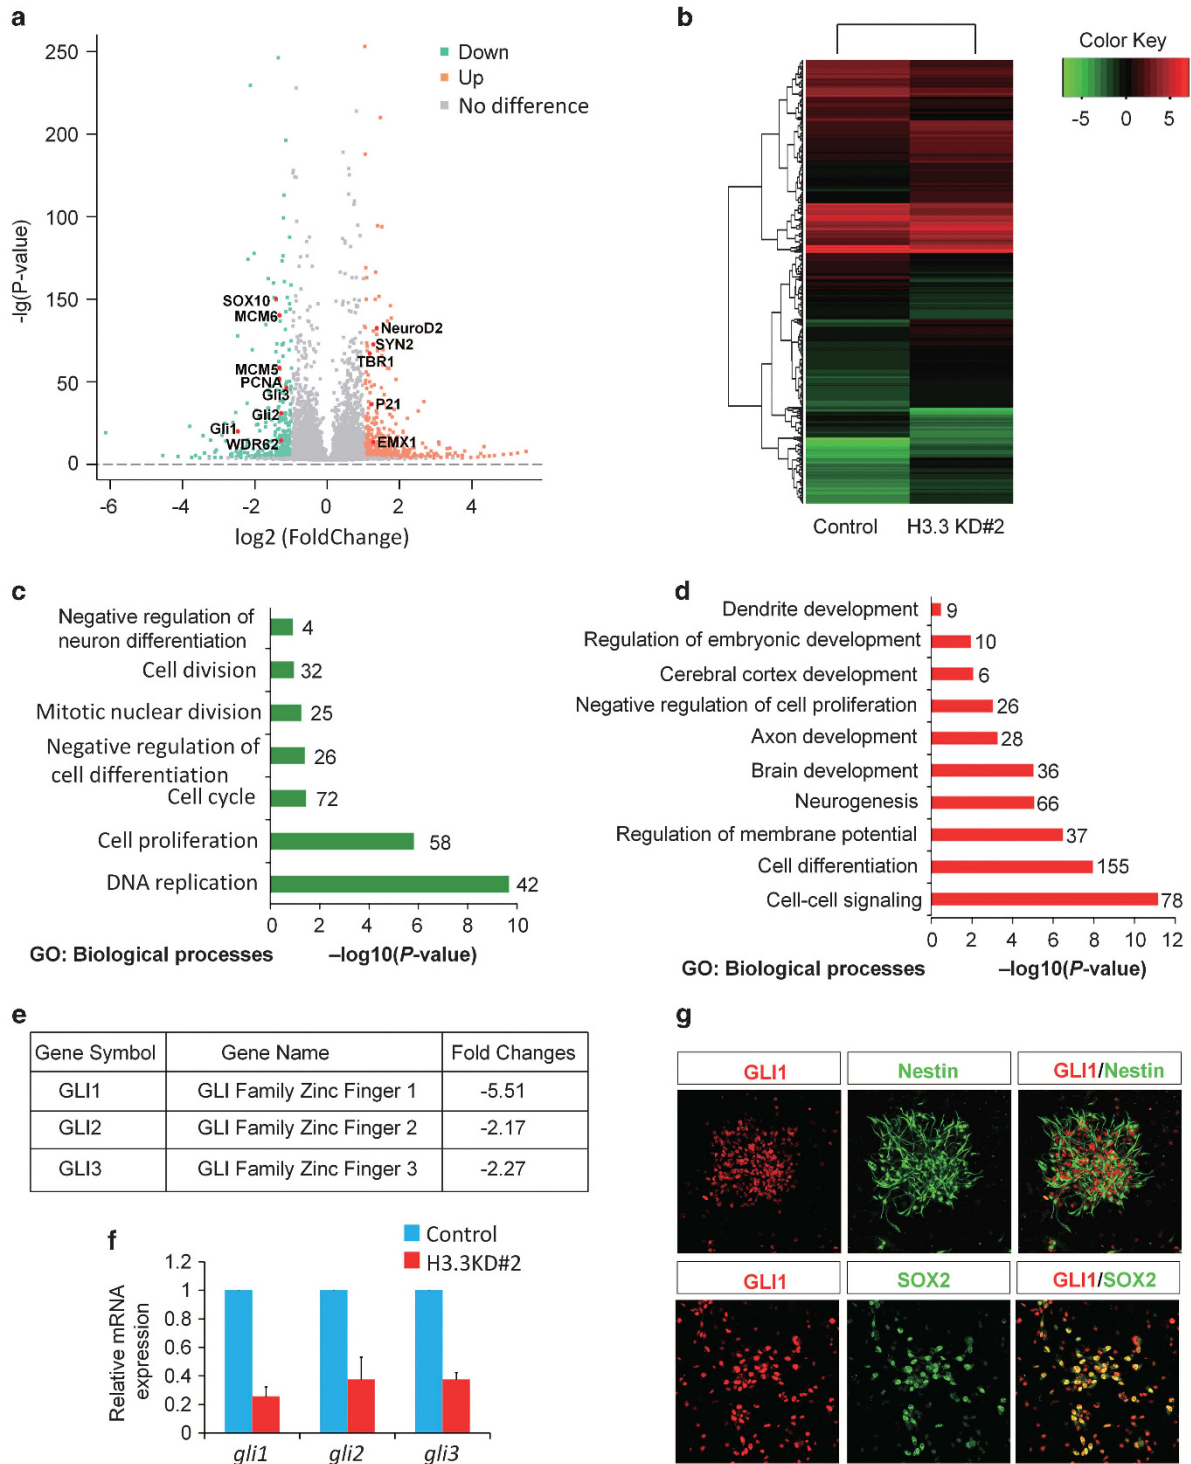 a
250
200
100
150
50
0
-lg(P-value)
Down
Up
No difference
SOX10
MCM6
MCM5
PCNA
Gli3
Gli2
Gli1
WDR62
NeuroD2
SYN2
TBR1
P21
EMX1
-6 -4 -2 0 2 4
log2 (FoldChange)
b
Color Key
-5 0 5
Control H3.3 KD#2
c
Negative regulation of
neuron differentiation 4
Cell division 32
Mitotic nuclear division 25
Negative regulation of
cell differentiation 26
Cell cycle 72
Cell proliferation 58
DNA replication 42
0 2 4 6 8 10
GO: Biological processes –log10(P-value)
d
Dendrite development 9
Regulation of embryonic development 10
Cerebral cortex development 6
Negative regulation of cell proliferation 26
Axon development 28
Brain development 36
Neurogenesis 66
Regulation of membrane potential 37
Cell differentiation 155
Cell-cell signaling 78
0 2 4 6 8 10 12
GO: Biological processes –log10(P-value)
e
Gene Symbol Gene Name Fold Changes
GLI1 GLI Family Zinc Finger 1 -5.51
GLI2 GLI Family Zinc Finger 2 -2.17
GLI3 GLI Family Zinc Finger 3 -2.27
f
Control
H3.3KD#2
Relative mRNA
expression
1.2
1
0.8
0.6
0.4
0.2
0
gli1 gli2 gli3
g
GLI1 Nestin GLI1/Nestin
GLI1 SOX2 GLI1/SOX2